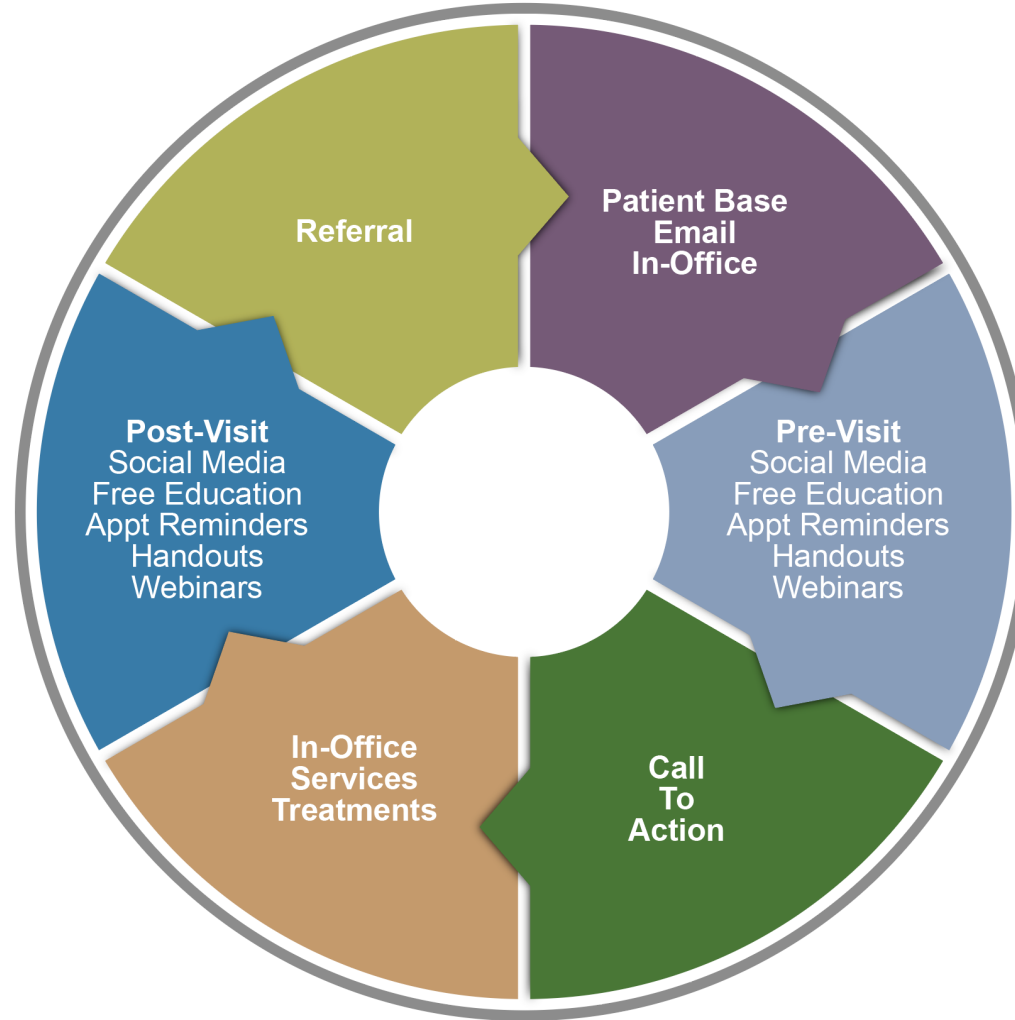 Referral
Patient Base
Email
In-Office
Post-Visit
Social Media
Free Education
Appt Reminders
Handouts
Webinars
Pre-Visit
Social Media
Free Education
Appt Reminders
Handouts
Webinars
In-Office
Services
Treatments
Call
To
Action